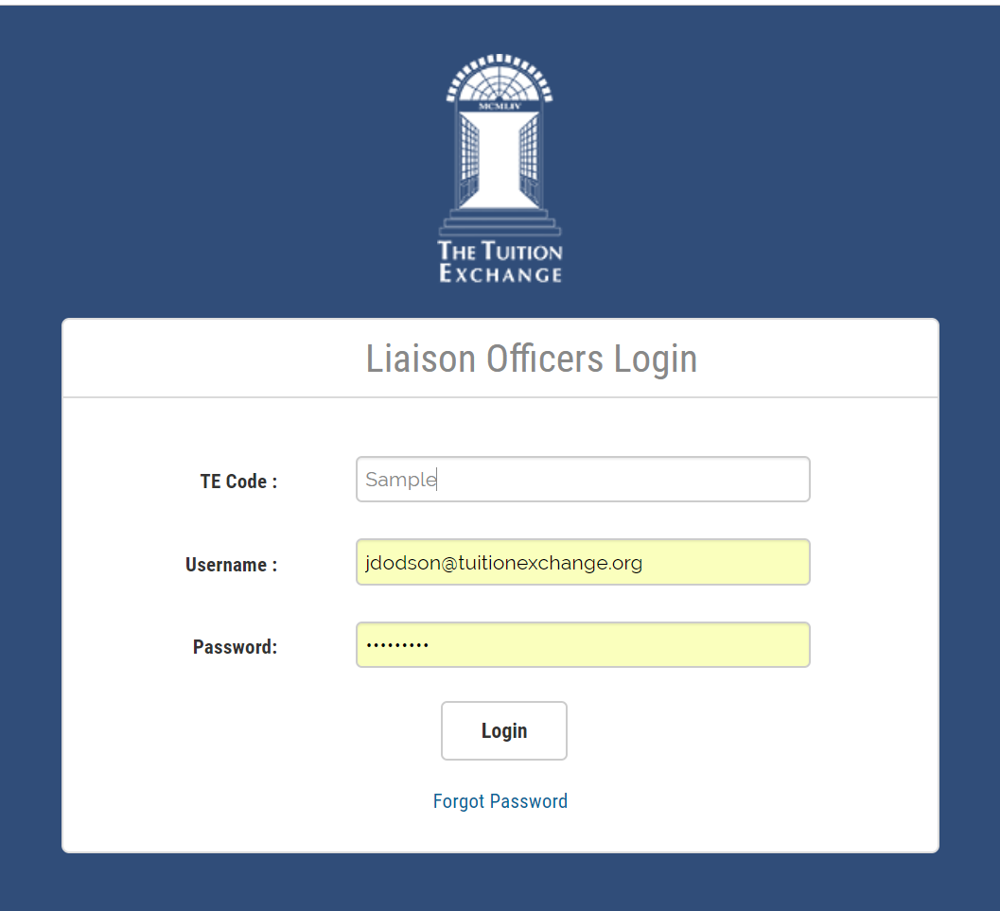 MCMLIV
THE TUITION
EXCHANGE
Liaison Officers Login
TE Code :
Sample
Username :
jdodson@tuitionexchange.org
Password:
•••••••••
Login
Forgot Password